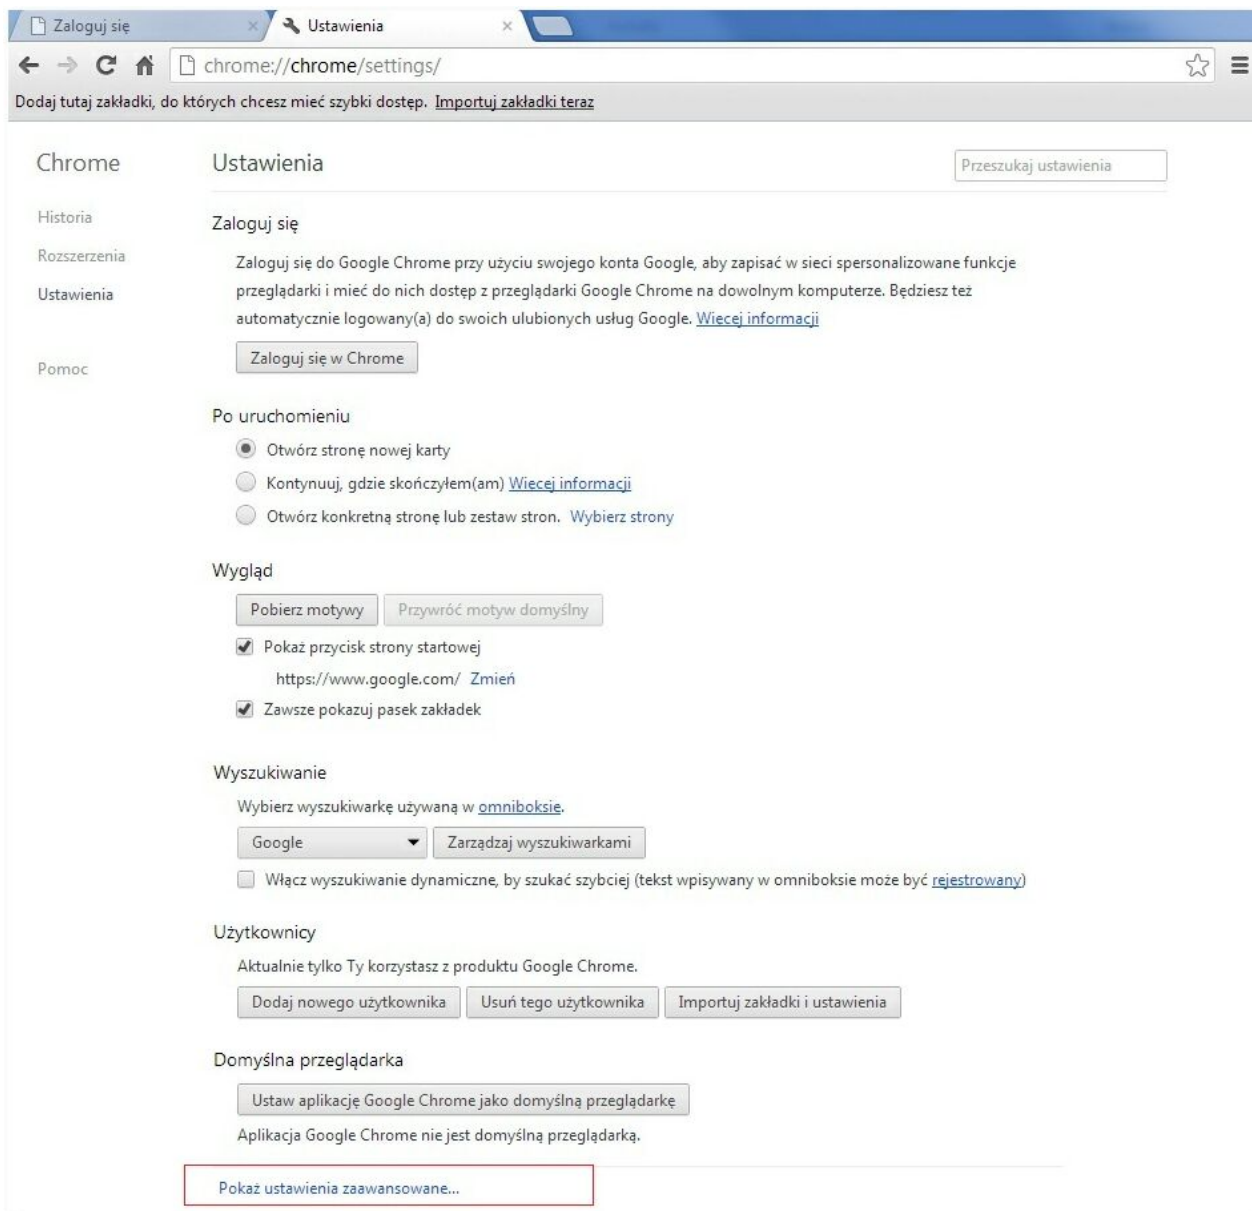 Zaloguj się
Ustawienia
chrome://chrome/settings/
Dodaj tutaj zakładki, do których chcesz mieć szybki dostęp. Importuj zakładki teraz
Chrome
Historia
Rozszerzenia
Ustawienia
Pomoc
Ustawienia
Przeszukaj ustawienia
Zaloguj się
Zaloguj się do Google Chrome przy użyciu swojego konta Google, aby zapisać w sieci spersonalizowane funkcje
przeglądarki i mieć do nich dostęp z przeglądarki Google Chrome na dowolnym komputerze. Będziesz też
automatycznie logowany(a) do swoich ulubionych usług Google. Więcej informacji
Zaloguj się w Chrome
Po uruchomieniu
Otwórz stronę nowej karty
Kontynuuj, gdzie skończyłem(am) Więcej informacji
Otwórz konkretną stronę lub zestaw stron. Wybierz strony
Wygląd
Pobierz motywy Przywróć motyw domyślny
Pokaż przycisk strony startowej
https://www.google.com/ Zmień
Zawsze pokazuj pasek zakładek
Wyszukiwanie
Wybierz wyszukiwarkę używaną w omniboksie.
Google Zarządzaj wyszukiwarkami
Włącz wyszukiwanie dynamiczne, by szukać szybciej (tekst wpisywany w omniboksie może być rejestrowany)
Użytkownicy
Aktualnie tylko Ty korzystasz z produktu Google Chrome.
Dodaj nowego użytkownika Usuń tego użytkownika Importuj zakładki i ustawienia
Domyślna przeglądarka
Ustaw aplikację Google Chrome jako domyślną przeglądarkę
Aplikacja Google Chrome nie jest domyślną przeglądarką.
Pokaż ustawienia zaawansowane...